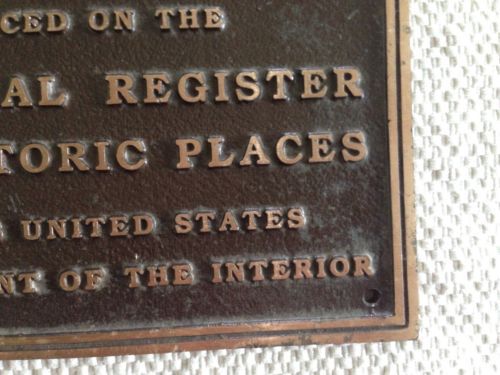 CED ON THE
AL REGISTER
TORIC PLACES
UNITED STATES
NT OF THE INTERIOR